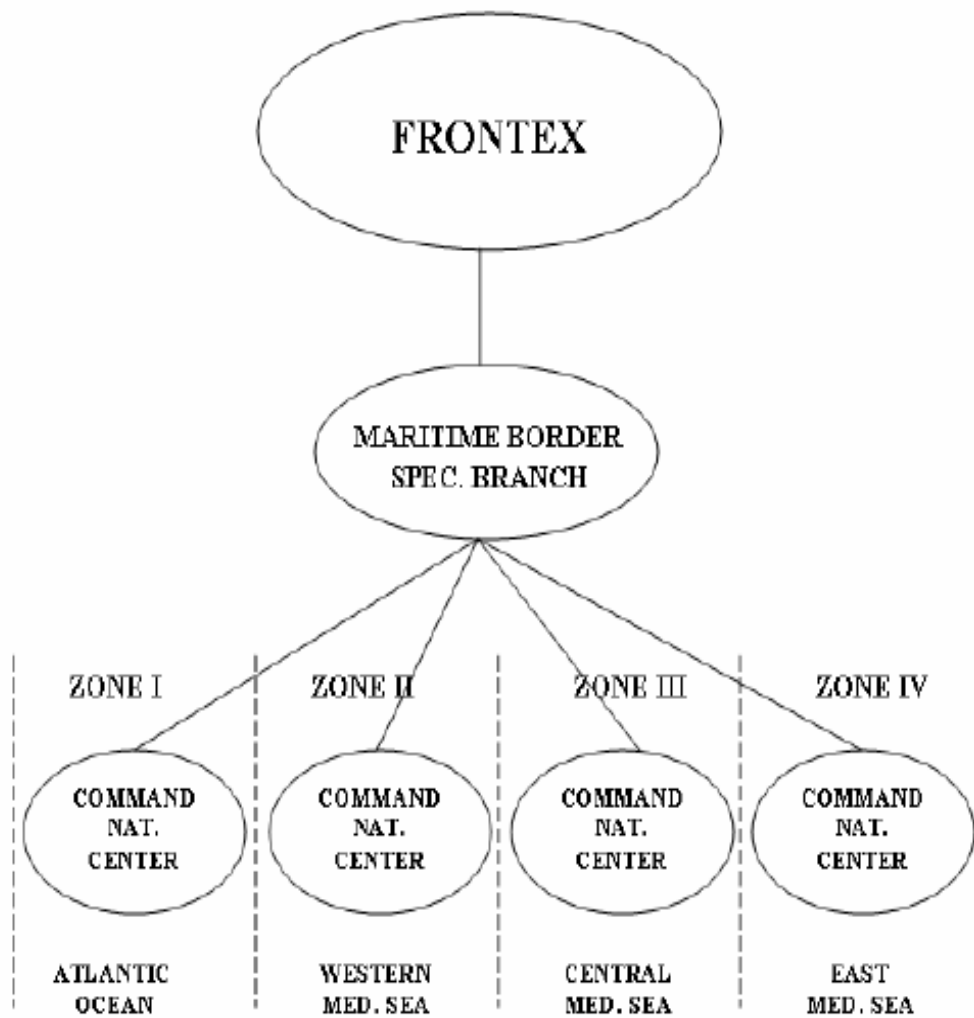 FRONTEX
MARITIME BORDER
SPEC. BRANCH
ZONE I
ZONE II
ZONE III
ZONE IV
COMMAND
NAT.
CENTER
COMMAND
NAT.
CENTER
COMMAND
NAT.
CENTER
COMMAND
NAT.
CENTER
ATLANTIC
OCEAN
WESTERN
MED. SEA
CENTRAL
MED. SEA
EAST
MED. SEA